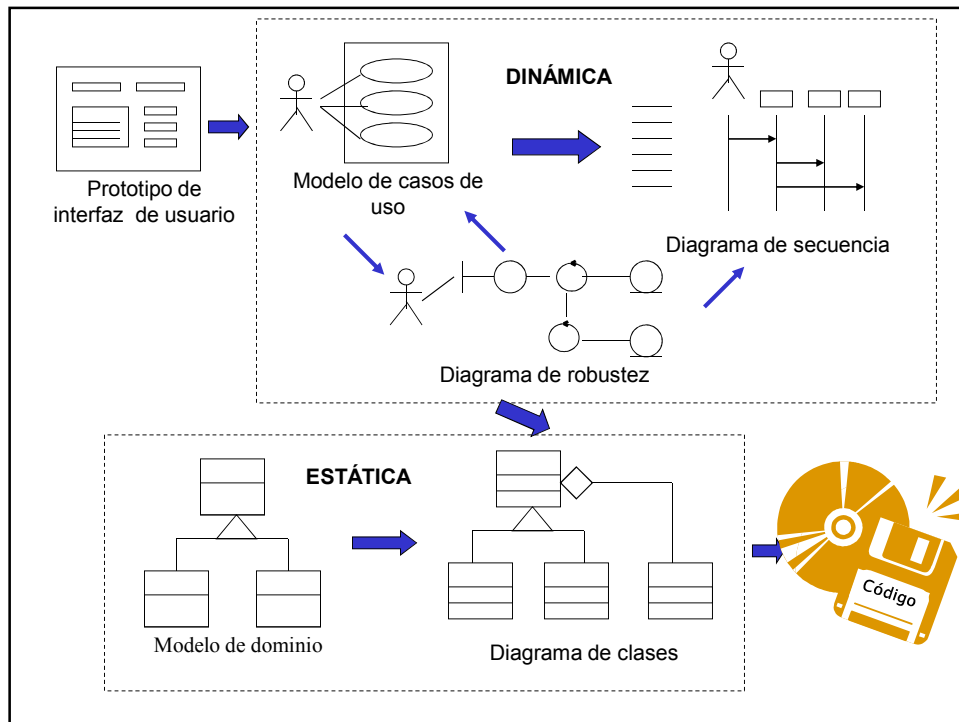 DINÁMICA
Prototipo de
interfaz de usuario
Modelo de casos de
uso
Diagrama de secuencia
Diagrama de robustez
ESTÁTICA
Código
Modelo de dominio
Diagrama de clases